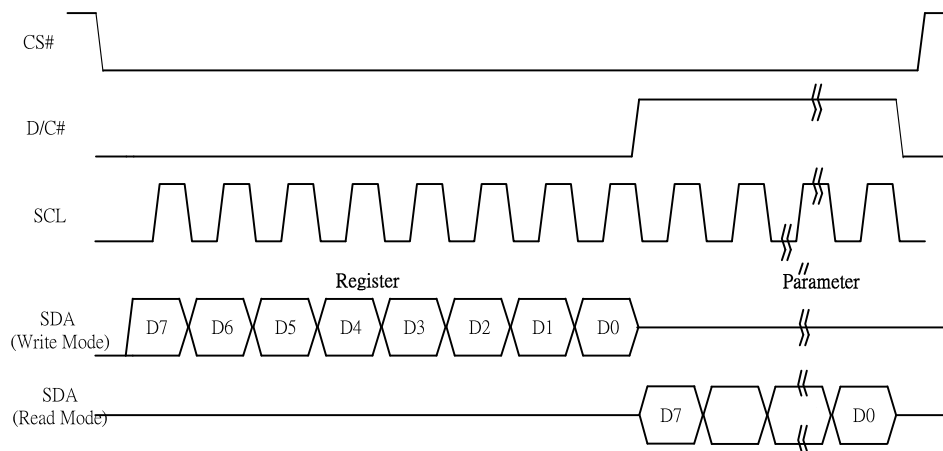 CS#
D/C#
SCL
Register Parameter
SDA
(Write Mode)
D7 D6 D5 D4 D3 D2 D1 D0
SDA
(Read Mode)
D7 D0